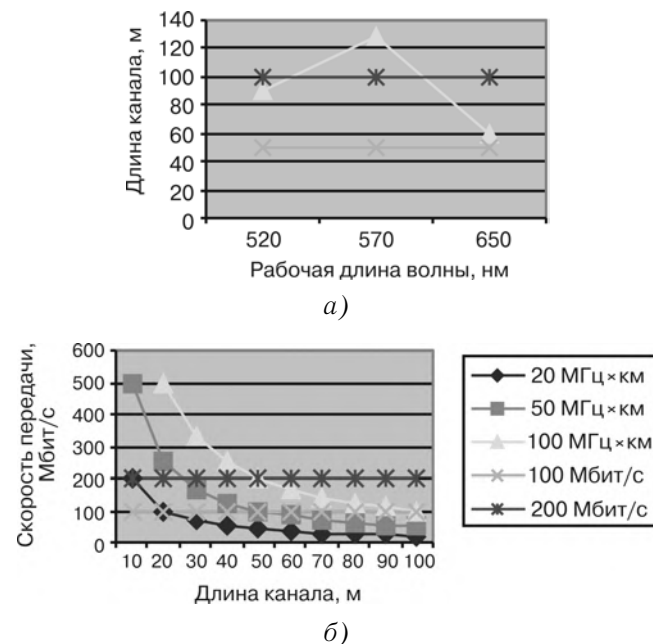 140
120
100
80
60
40
20
0
Длина канала, м
520 570 650
Рабочая длина волны, нм
а)
600
500
400
300
200
100
0
Скорость передачи,
Мбит/с
10 20 30 40 50 60 70 80 90 100
Длина канала, м
20 МГц×км
50 МГц×км
100 МГц×км
100 Мбит/с
200 Мбит/с
б)